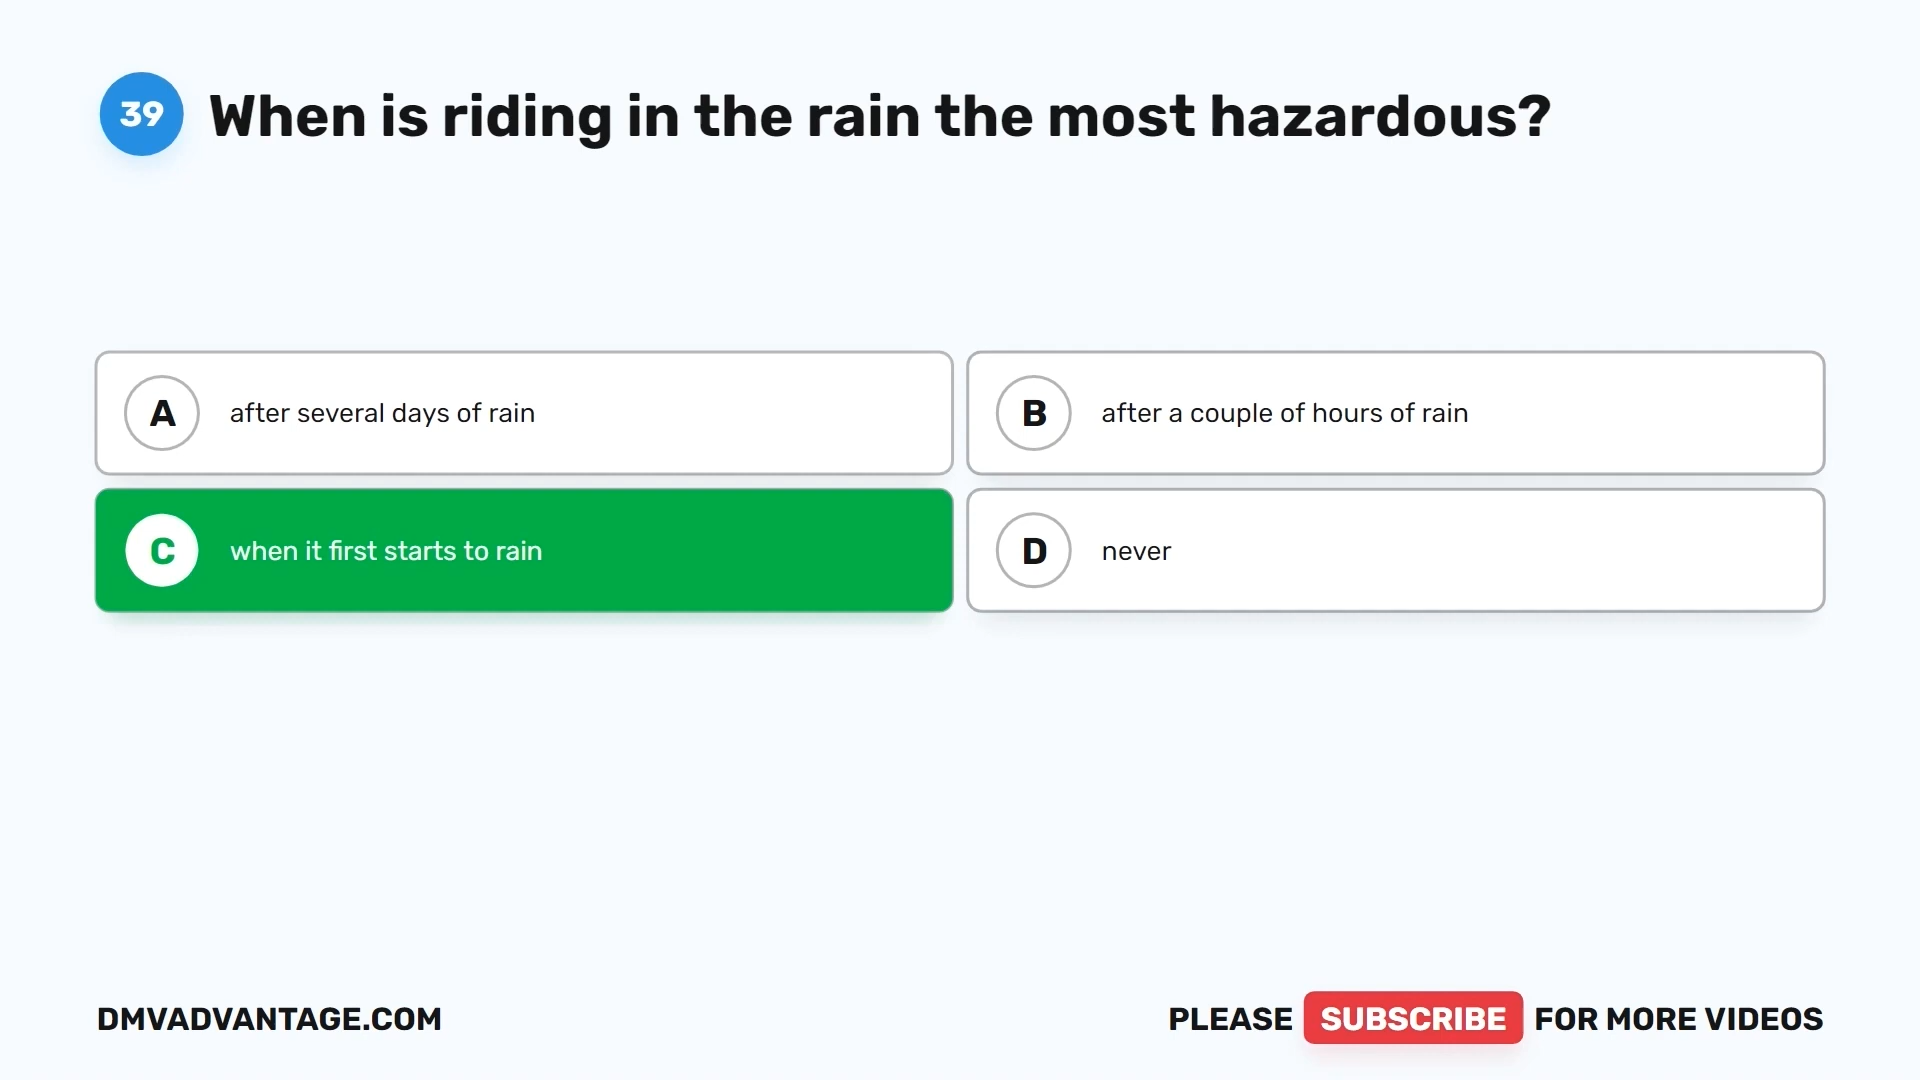 39 When is riding in the rain the most hazardous?
A after several days of rain
B after a couple of hours of rain
C when it first starts to rain
D never
DMVADVANTAGE.COM
PLEASE SUBSCRIBE FOR MORE VIDEOS